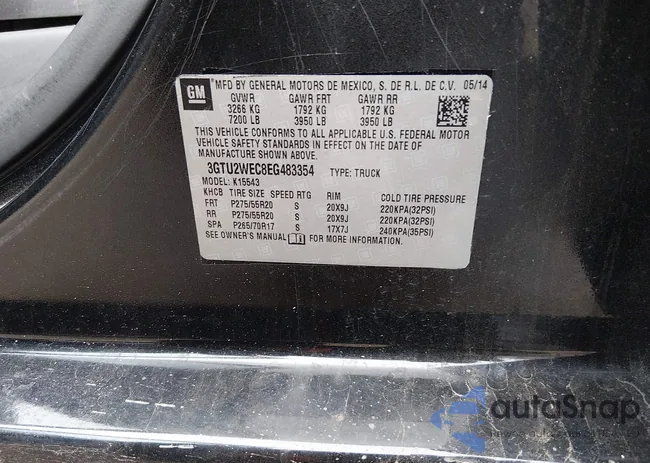 GM
MFD BY GENERAL MOTORS DE MEXICO, S. DE R.L. DE C.V. 05/14
GVWR GAWR FRT GAWR RR
3266 KG 1792 KG 1792 KG
7200 LB 3950 LB 3950 LB
THIS VEHICLE CONFORMS TO ALL APPLICABLE U.S. FEDERAL MOTOR
VEHICLE SAFETY STANDARDS IN EFFECT ON THE DATE OF
MANUFACTURE SHOWN ABOVE.
3GTU2WEC8EG483354 TYPE: TRUCK
MODEL: K15543
KHCB TIRE SIZE SPEED RTG RIM COLD TIRE PRESSURE
FRT P275/55R20 S 20X9J 220KPA(32PSI)
RR P275/55R20 S 20X9J 220KPA(32PSI)
SPA P265/70R17 S 17X7J 240KPA(35PSI)
SEE OWNER'S MANUAL FOR MORE INFORMATION.
autoSnap